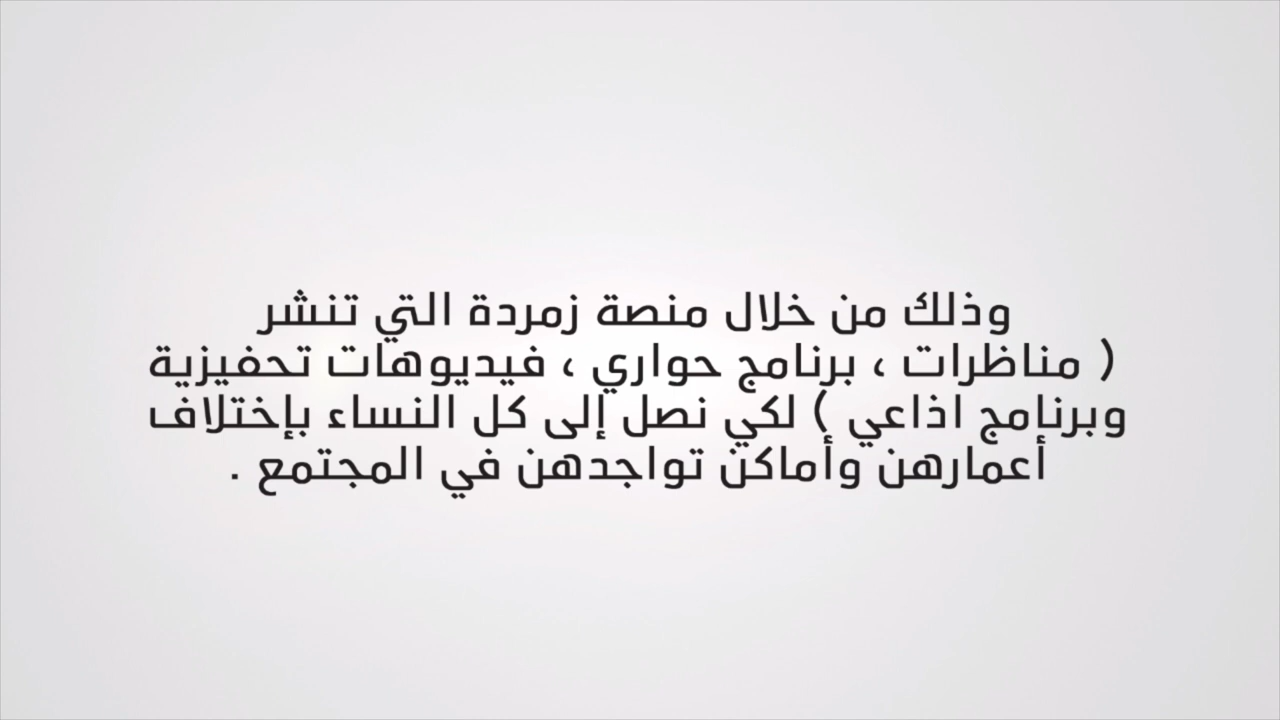 وذلك من خلال منصة زمردة التي تنشر
( مناظرات ، برنامج حواري ، فيديوهات تحفيزية
وبرنامج اذاعي ) لكي نصل إلى كل النساء بإختلاف
أعمارهن وأماكن تواجدهن في المجتمع .